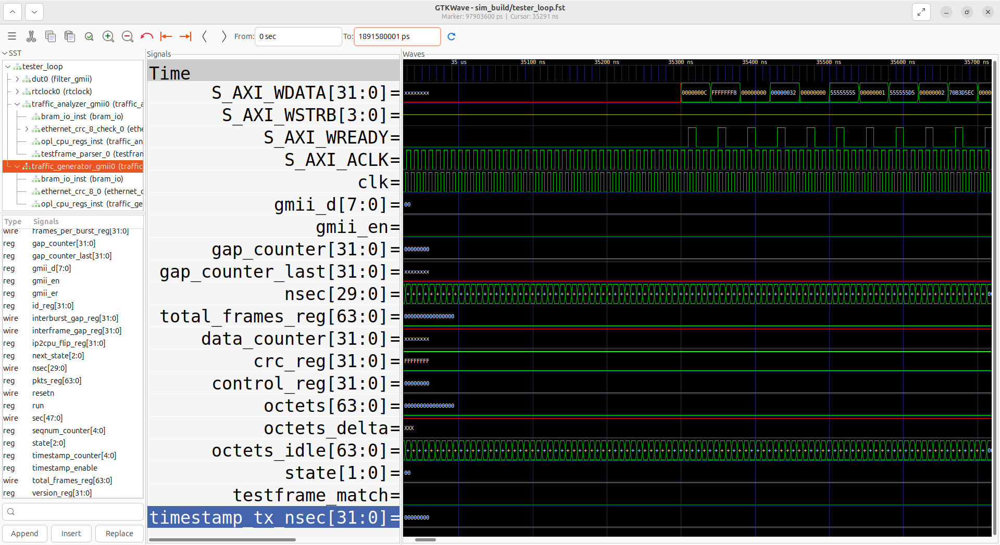 GTKWave - sim_build/tester_loop.fst
Marker: 97903600 ps | Cursor: 35291 ns
From: 0 sec To: 1891580001 ps
SST
tester_loop
dut0 (filter_gmii)
rtclock0 (rtclock)
traffic_analyzer_gmii0 (traffic_a
bram_io_inst (bram_io)
ethernet_crc_8_check_0 (ethe
opl_cpu_regs_inst (traffic_an
testframe_parser_0 (testfran
traffic_generator_gmii0 (traffic
bram_io_inst (bram_io)
ethernet_crc_8_0 (ethernet_c
opl_cpu_regs_inst (traffic_ge
Type Signals
wire frames_per_burst_reg[31:0]
reg gap_counter[31:0]
reg gap_counter_last[31:0]
reg gmii_d[7:0]
reg gmii_en
reg gmii_er
reg id_reg[31:0]
wire interburst_gap_reg[31:0]
wire interframe_gap_reg[31:0]
reg ip2cpu_flip_reg[31:0]
reg next_state[2:0]
wire nsec[29:0]
reg pkts_reg[63:0]
wire resetn
reg run
wire sec[47:0]
reg seqnum_counter[4:0]
reg state[2:0]
reg timestamp_counter[4:0]
reg timestamp_enable
wire total_frames_reg[63:0]
reg version_reg[31:0]
Append Insert Replace
Signals
Time
S_AXI_WDATA[31:0]=
S_AXI_WSTRB[3:0]=
S_AXI_WREADY=
S_AXI_ACLK=
clk=
gmii_d[7:0]=
gmii_en=
gap_counter[31:0]=
gap_counter_last[31:0]=
nsec[29:0]=
total_frames_reg[63:0]=
data_counter[31:0]=
crc_reg[31:0]=
control_reg[31:0]=
octets[63:0]=
octets_delta=
octets_idle[63:0]=
state[1:0]=
testframe_match=
timestamp_tx_nsec[31:0]=
Waves
35 us 35100 ns 35200 ns 35300 ns 35400 ns 35500 ns 35600 ns 35700 ns
xxxxxxxx 0000000C FFFFFFF8 00000000 00000032 00000000 55555555 00000001 555555D5 00000002 70B3D5EC 0000
00
00000000
xxxxxxxx
0000000000000000
xxxxxxxx
FFFFFFFF
00000000
0000000000000000
XXX
00
00000000